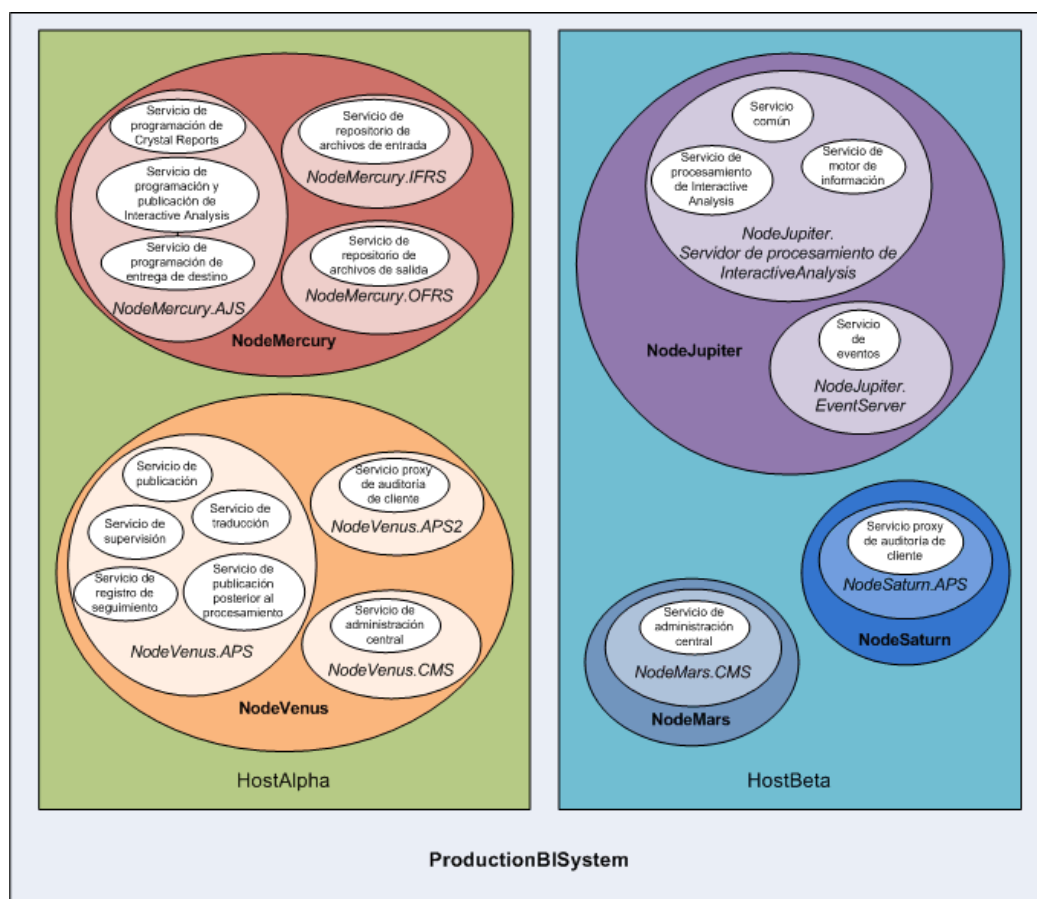 Servicio de
programación de
Crystal Reports
Servicio de
programación y
publicación de
Interactive Analysis
Servicio de
programación de
entrega de destino
NodeMercury.AJS
Servicio de
repositorio de
archivos de entrada
NodeMercury.IFRS
Servicio de
repositorio de
archivos de salida
NodeMercury.OFRS
NodeMercury
Servicio de
publicación
Servicio de
supervisión
Servicio de
traducción
Servicio de
registro de
seguimiento
Servicio de
publicación
posterior al
procesamiento
NodeVenus.APS
Servicio proxy
de auditoría
de cliente
NodeVenus.APS2
Servicio de
administración
central
NodeVenus.CMS
NodeVenus
HostAlpha
Servicio
común
Servicio de
procesamiento
de Interactive
Analysis
Servicio de
motor de
información
NodeJupiter.
Servidor de procesamiento de
InteractiveAnalysis
NodeJupiter
Servicio
de
eventos
NodeJupiter.
EventServer
Servicio proxy
de auditoría de
cliente
NodeSaturn.APS
NodeSaturn
Servicio de
administración
central
NodeMars.CMS
NodeMars
HostBeta
ProductionBISystem